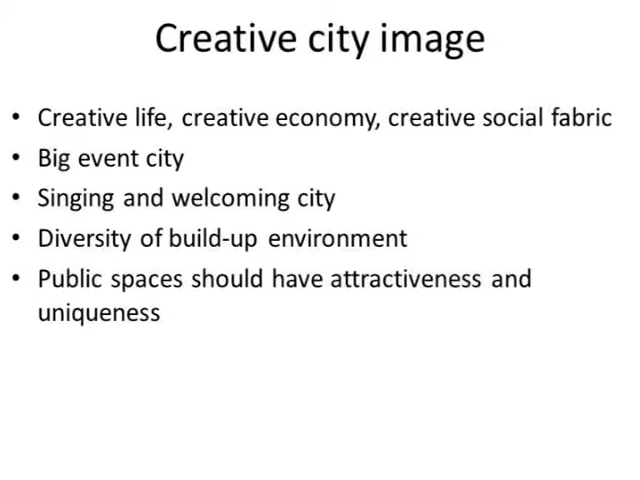 Creative city image
• Creative life, creative economy, creative social fabric
• Big event city
• Singing and welcoming city
• Diversity of build-up environment
• Public spaces should have attractiveness and
uniqueness